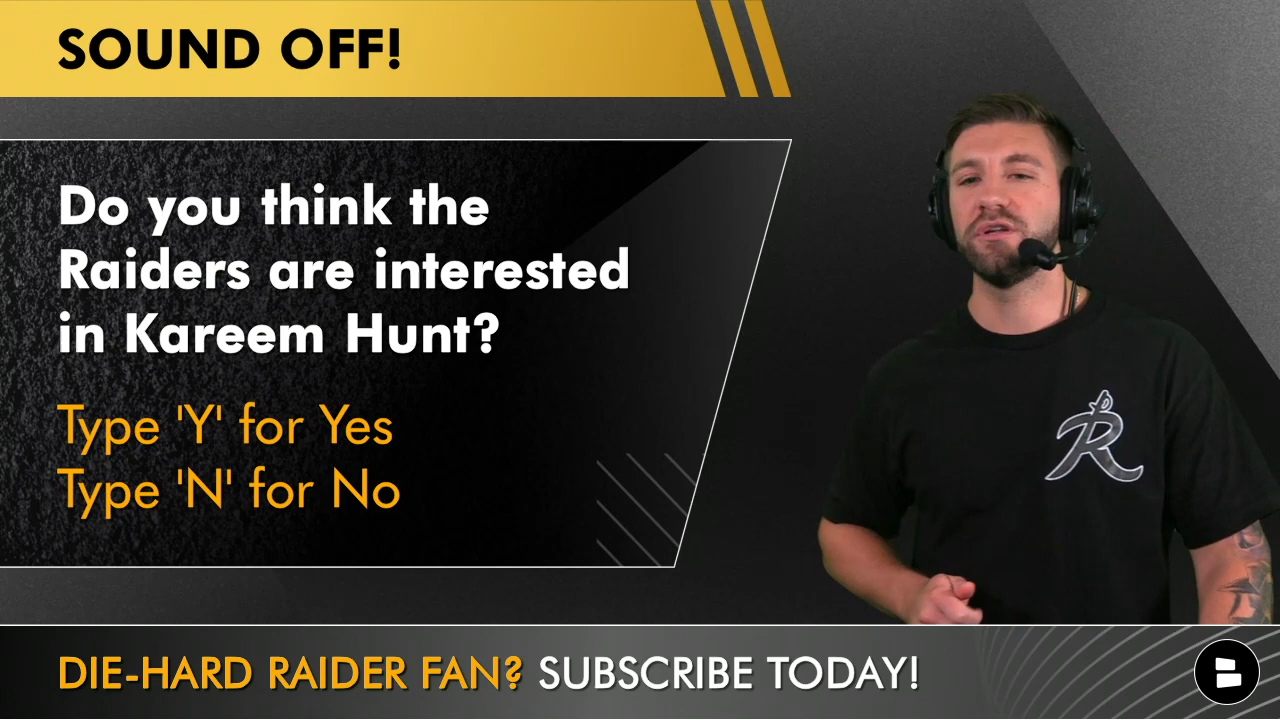 SOUND OFF!
Do you think the
Raiders are interested
in Kareem Hunt?
Type 'Y' for Yes
Type 'N' for No
R
DIE-HARD RAIDER FAN? SUBSCRIBE TODAY!